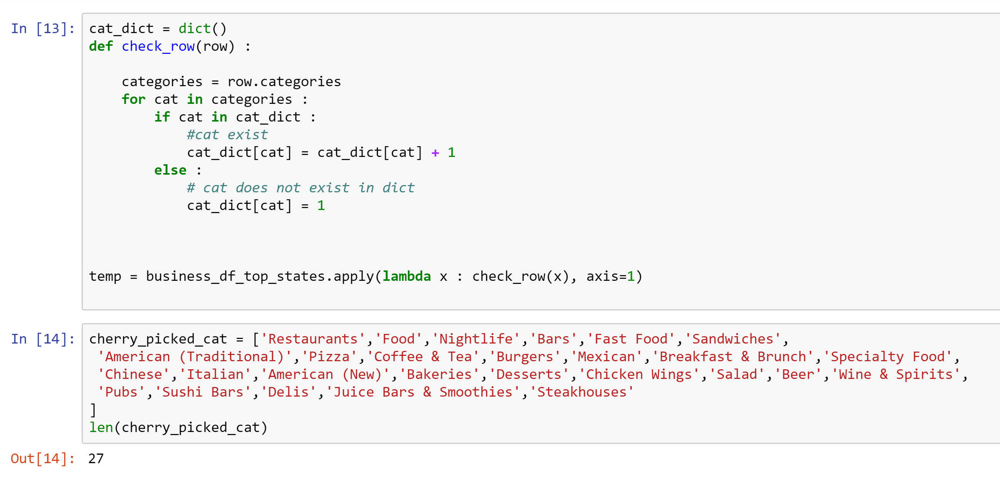 In [13]: cat_dict = dict()
def check_row(row) :
categories = row.categories
for cat in categories :
if cat in cat_dict :
#cat exist
cat_dict[cat] = cat_dict[cat] + 1
else :
# cat does not exist in dict
cat_dict[cat] = 1
temp = business_df_top_states.apply(lambda x : check_row(x), axis=1)
In [14]: cherry_picked_cat = ['Restaurants','Food','Nightlife','Bars','Fast Food','Sandwiches',
'American (Traditional)','Pizza','Coffee & Tea','Burgers','Mexican','Breakfast & Brunch','Specialty Food',
'Chinese','Italian','American (New)','Bakeries','Desserts','Chicken Wings','Salad','Beer','Wine & Spirits',
'Pubs','Sushi Bars','Delis','Juice Bars & Smoothies','Steakhouses'
]
len(cherry_picked_cat)
Out[14]: 27